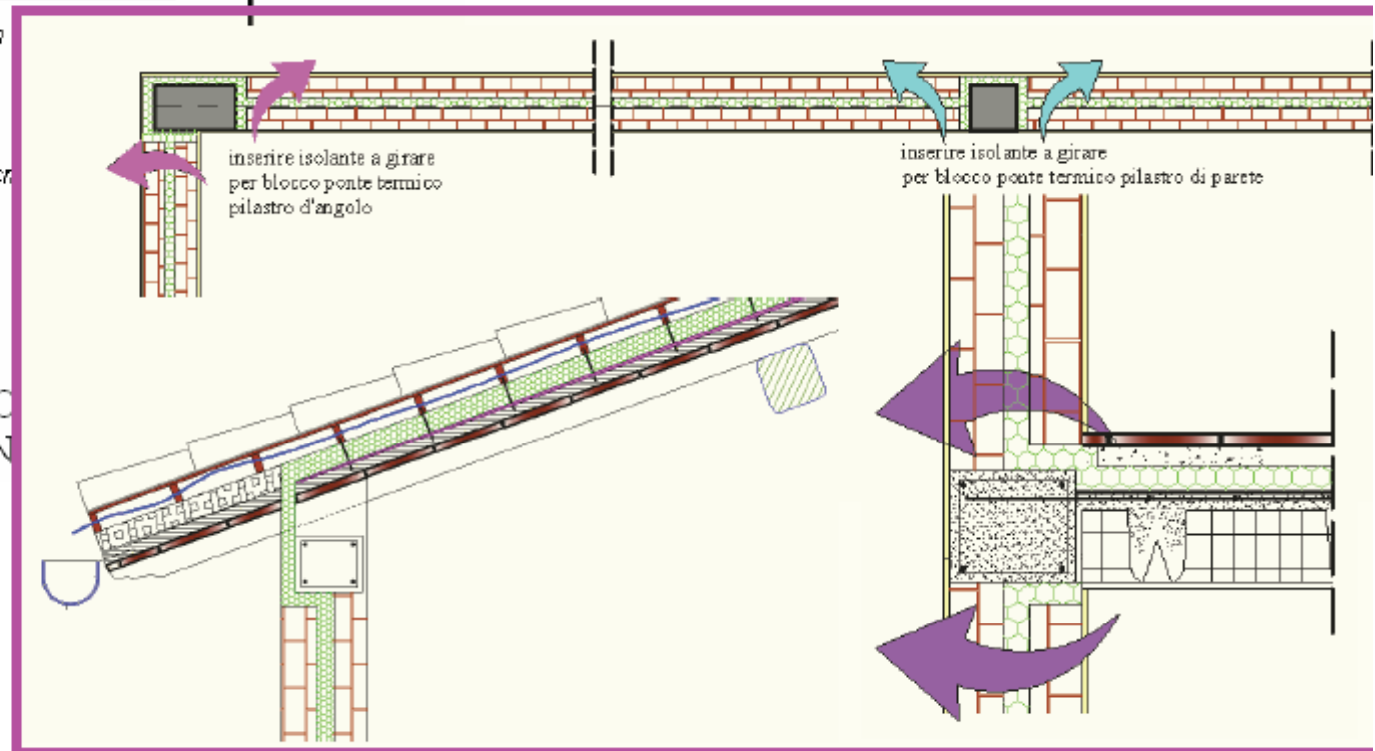 inserire isolante a girare
per blocco ponte termico
pilastro d'angolo
inserire isolante a girare
per blocco ponte termico pilastro di parete